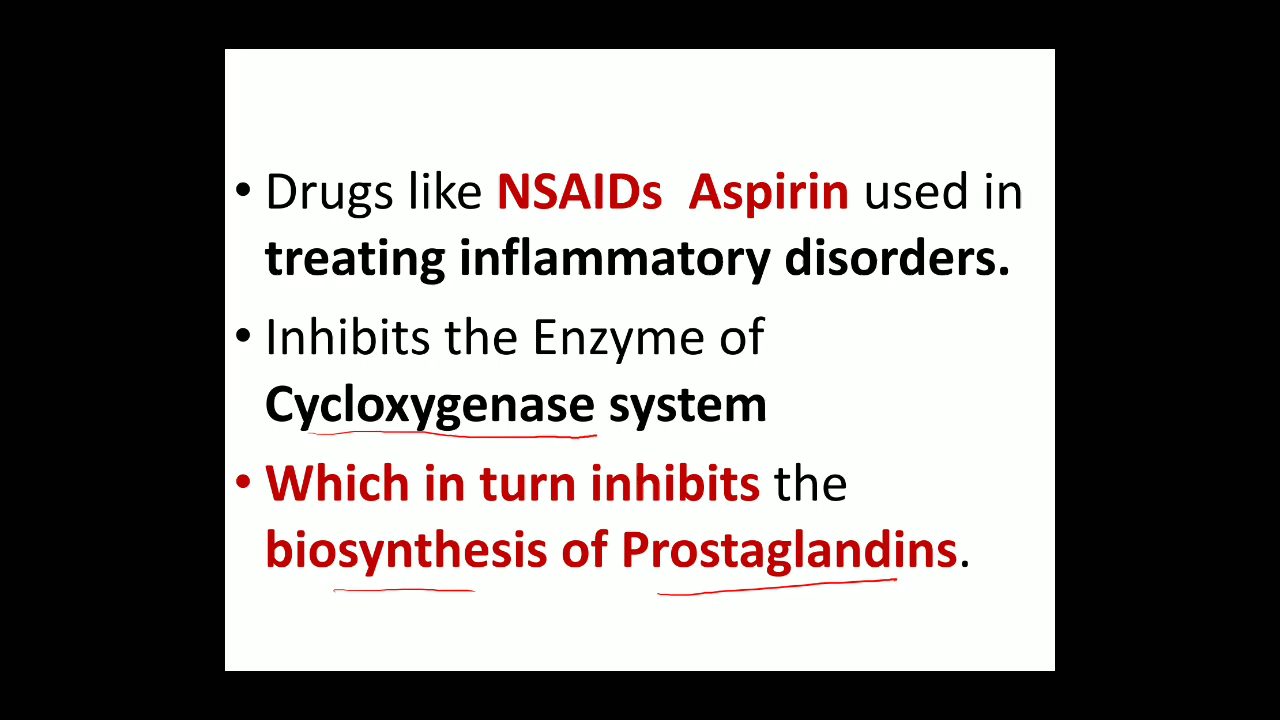 • Drugs like NSAIDs  Aspirin used in
treating inflammatory disorders.
• Inhibits the Enzyme of
Cycloxygenase system
• Which in turn inhibits the
biosynthesis of Prostaglandins.